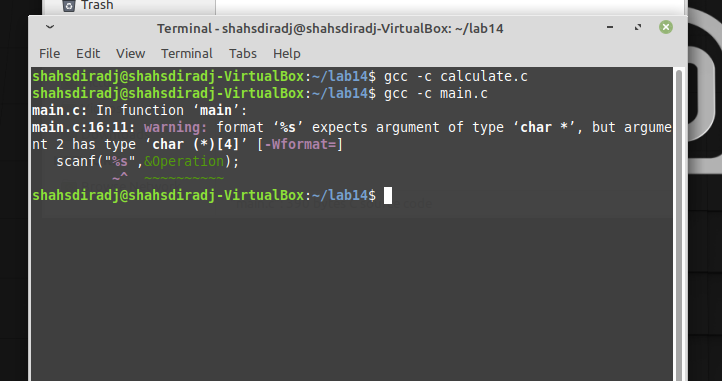 Trash
Terminal - shahsdiradj@shahsdiradj-VirtualBox: ~/lab14
File Edit View Terminal Tabs Help
shahsdiradj@shahsdiradj-VirtualBox:~/lab14$ gcc -c calculate.c
shahsdiradj@shahsdiradj-VirtualBox:~/lab14$ gcc -c main.c
main.c: In function ‘main’:
main.c:16:11: warning: format ‘%s’ expects argument of type ‘char *’, but argume
nt 2 has type ‘char (*)[4]’ [-Wformat=]
   scanf("%s",&Operation);
          ~^  ~~~~~~~~~~
shahsdiradj@shahsdiradj-VirtualBox:~/lab14$